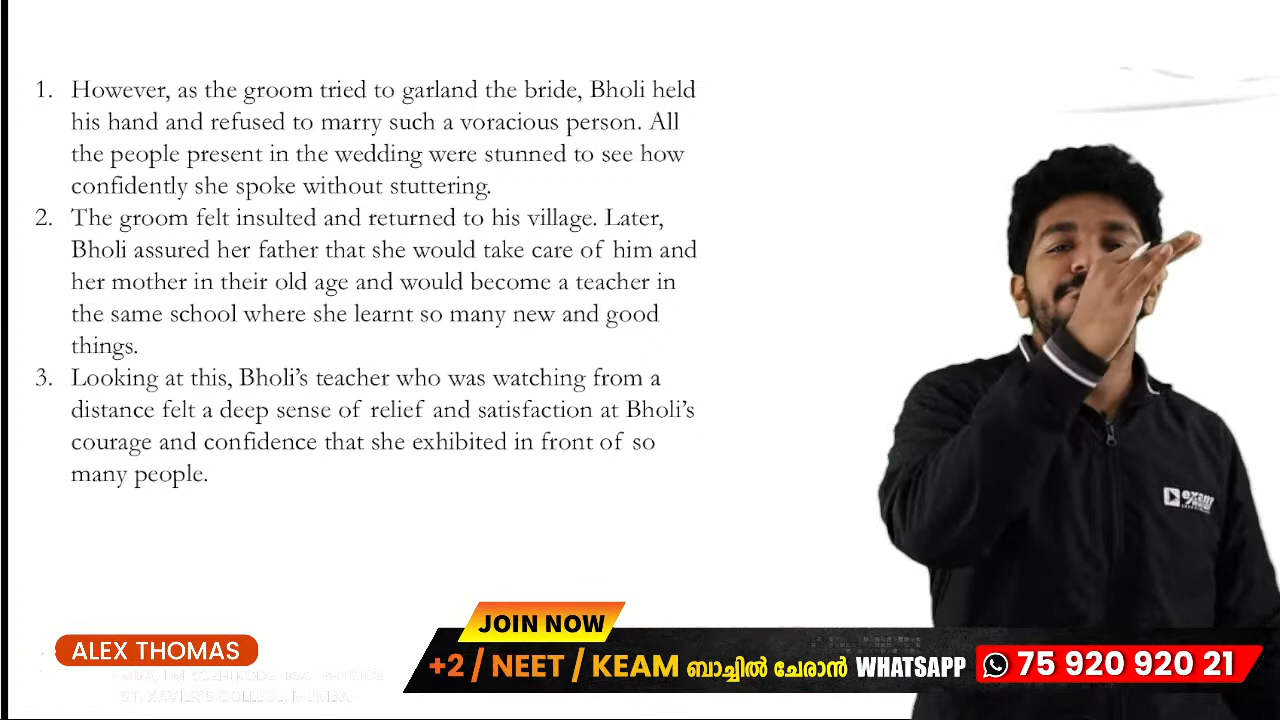 1. However, as the groom tried to garland the bride, Bholi held
his hand and refused to marry such a voracious person. All
the people present in the wedding were stunned to see how
confidently she spoke without stuttering.
2. The groom felt insulted and returned to his village. Later,
Bholi assured her father that she would take care of him and
her mother in their old age and would become a teacher in
the same school where she learnt so many new and good
things.
3. Looking at this, Bholi's teacher who was watching from a
distance felt a deep sense of relief and satisfaction at Bholi's
courage and confidence that she exhibited in front of so
many people.
exam
ALEX THOMAS
JOIN NOW
+2 / NEET / KEAM ബാച്ചിൽ ചേരാൻ WHATSAPP 75 920 920 21